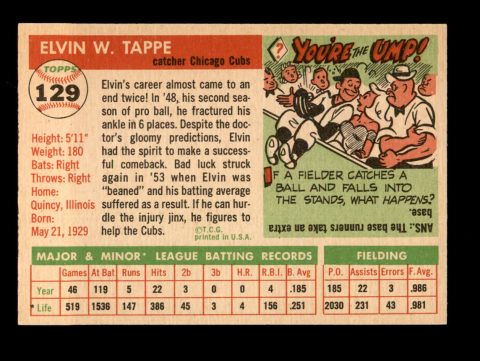 ELVIN W. TAPPE
catcher Chicago Cubs
TOPPS
129
Height: 5'11"
Weight: 180
Bats: Right
Throws: Right
Home:
Quincy, Illinois
Born:
May 21, 1929
Elvin's career almost came to an
end twice! In '48, his second season
of pro ball, he fractured his
ankle in 6 places. Despite the doc-
tor's gloomy predictions, Elvin
had the spirit to make a success-
ful comeback. Bad luck struck
again in '53 when Elvin was
"beaned" and his batting average
suffered as a result. If he can hur-
dle the injury jinx, he figures to
help the Cubs.
©T.C.G.
printed in U.S.A.
?
YOU'RE THE UMP!
IF A FIELDER CATCHES A
BALL AND FALLS INTO
THE STANDS, WHAT HAPPENS?
ANS.: The base runners take an extra
base.
MAJOR & MINOR* LEAGUE BATTING RECORDS
Games At Bat Runs Hits 2b 3b H.R. R.B.I. B. Avg
Year 46 119 5 22 3 0 0 4 .185
* Life 519 1536 147 386 45 3 4 156 .251
FIELDING
P.O. Assists Errors F. Avg.
185 22 3 .986
2030 231 43 .981